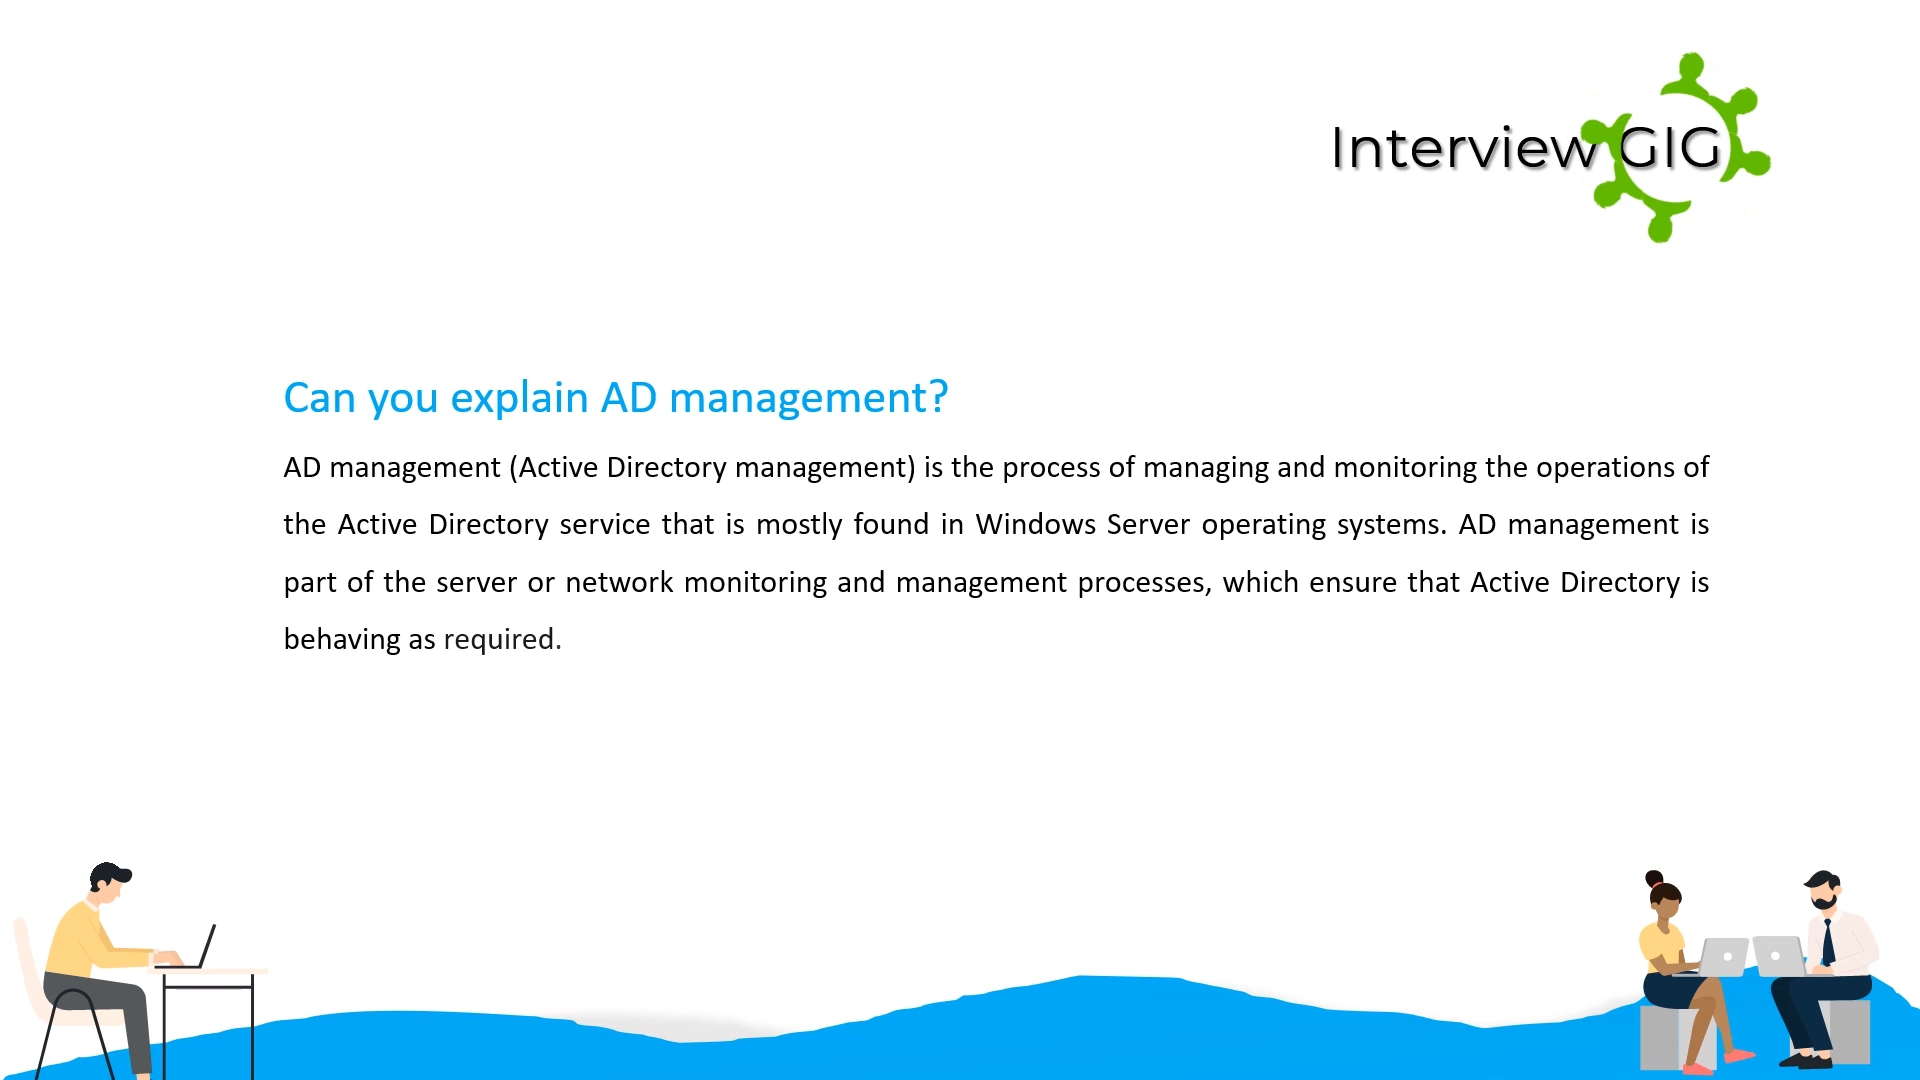 Interview GIG
Can you explain AD management?
AD management (Active Directory management) is the process of managing and monitoring the operations of
the Active Directory service that is mostly found in Windows Server operating systems. AD management is
part of the server or network monitoring and management processes, which ensure that Active Directory is
behaving as required.